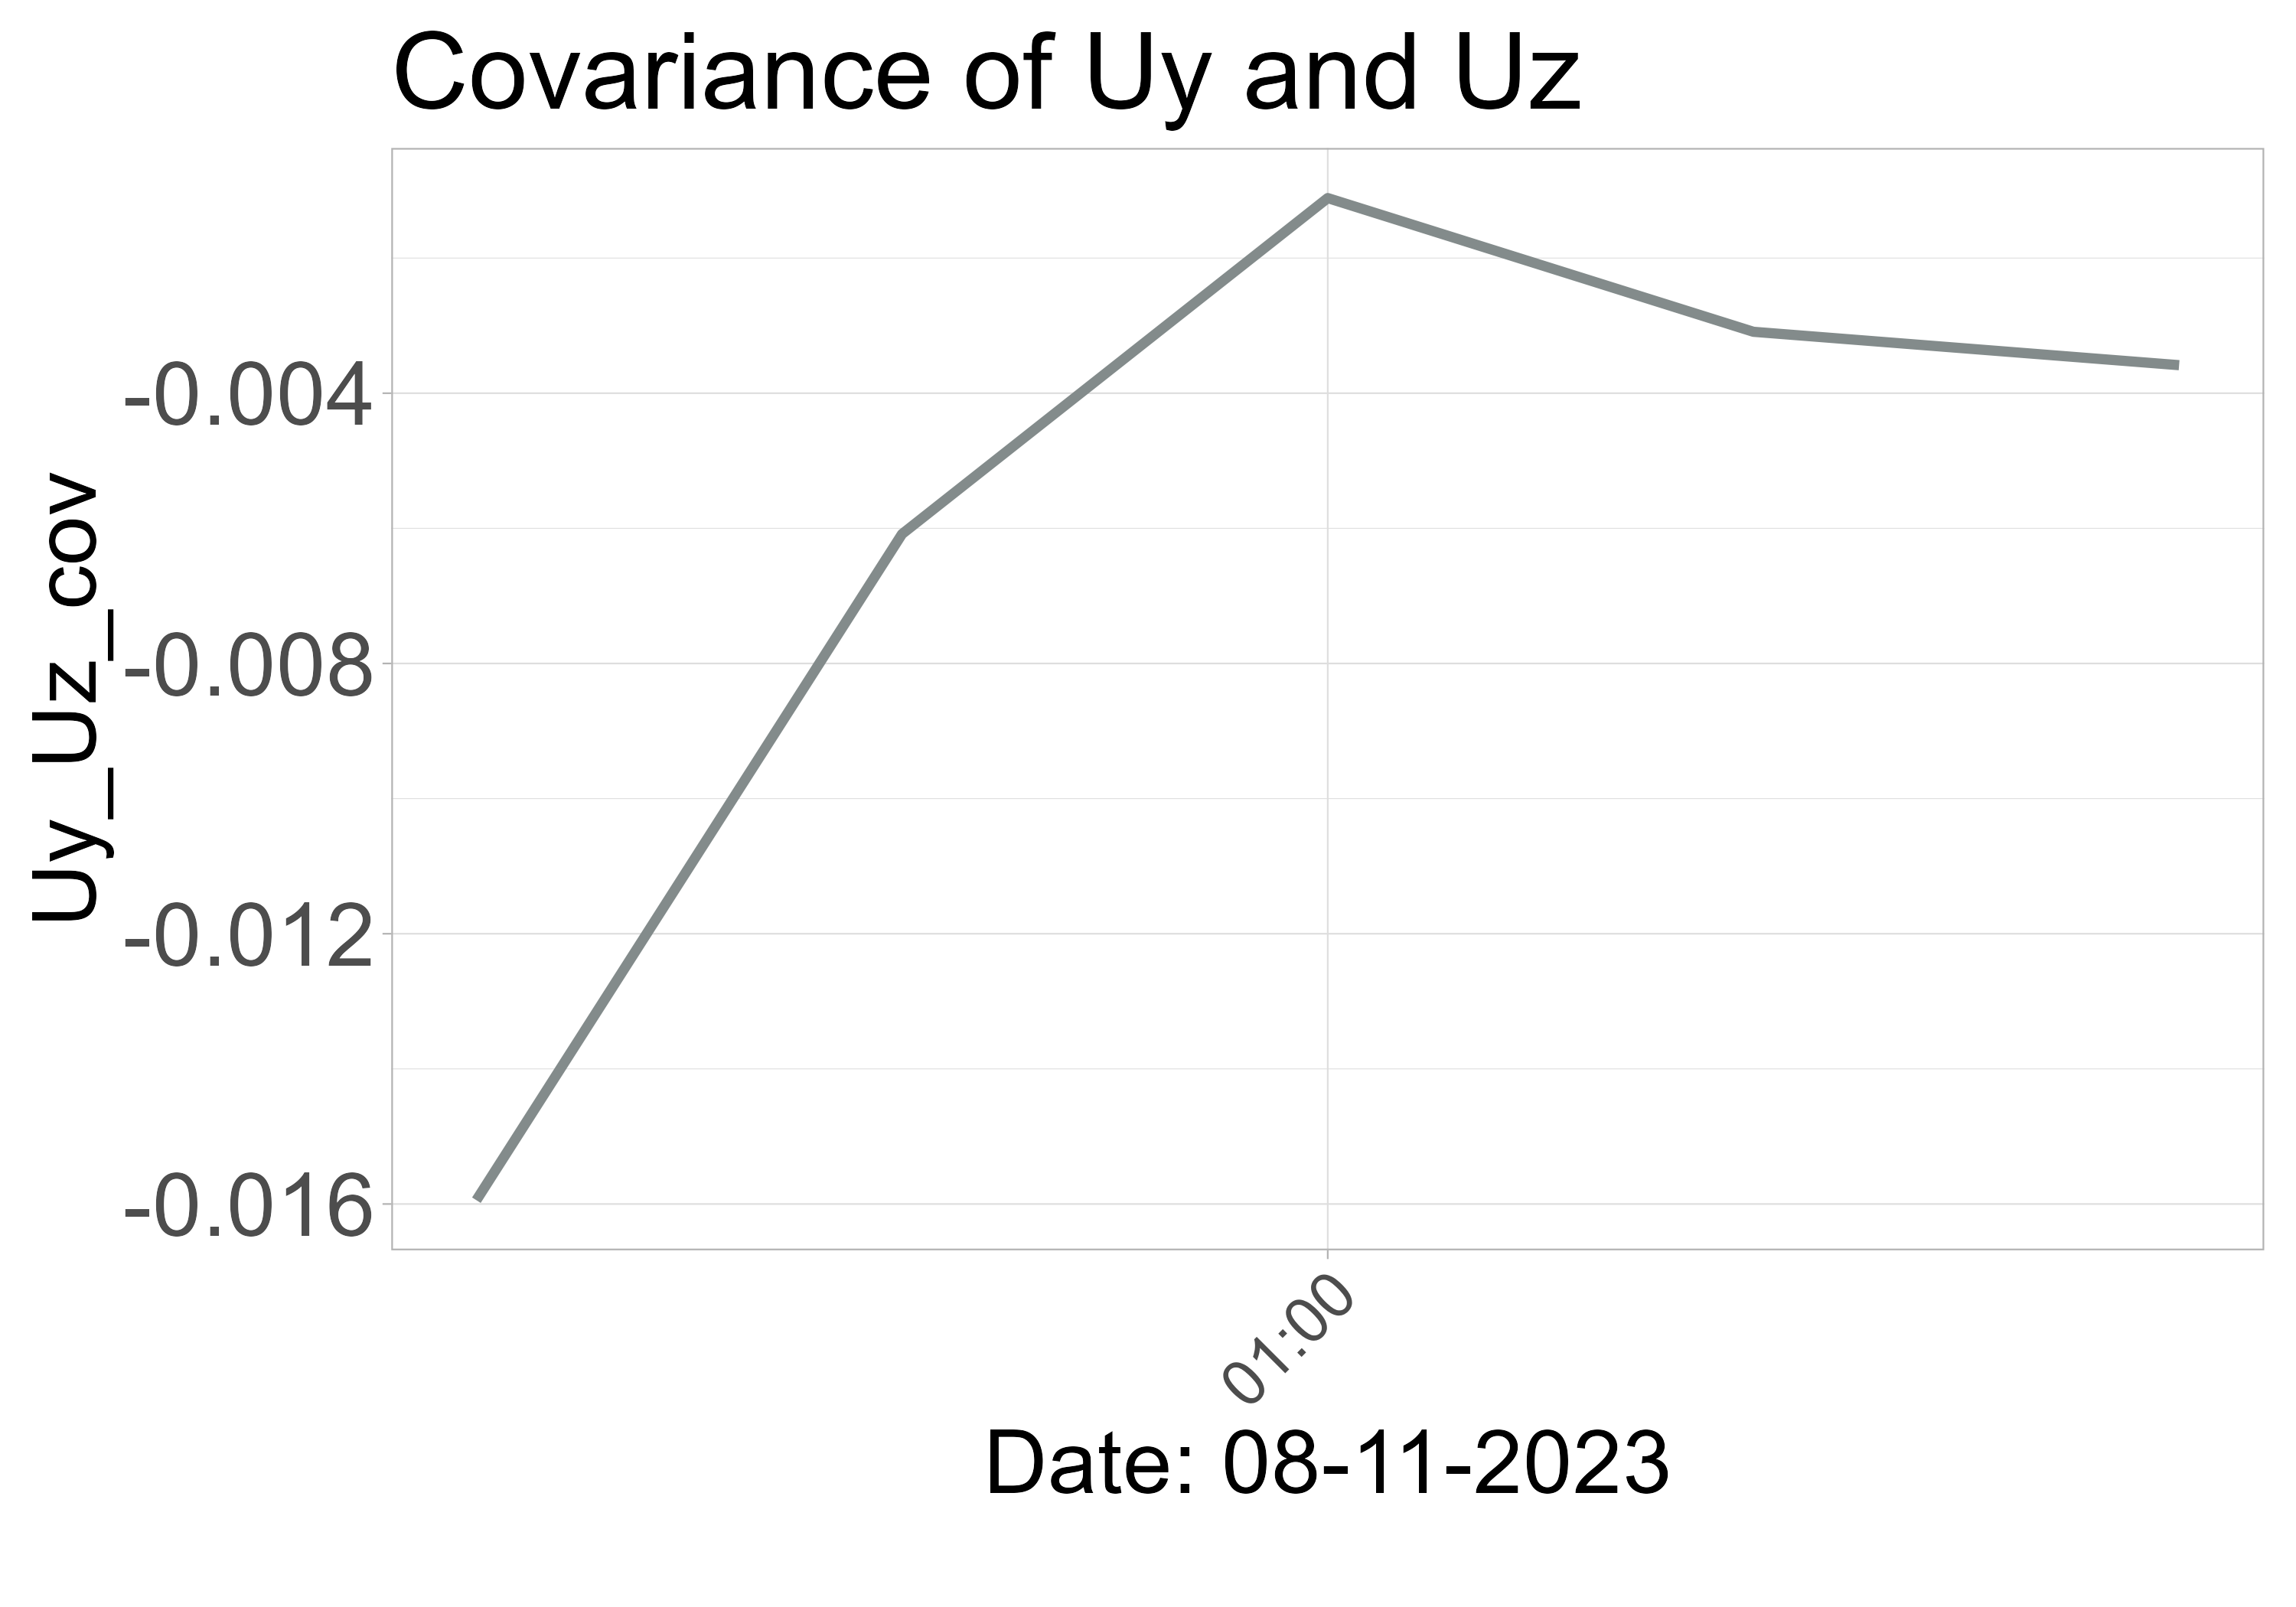 Covariance of Uy and Uz
Uy_Uz_cov
-0.004
-0.008
-0.012
-0.016
01:00
Date: 08-11-2023